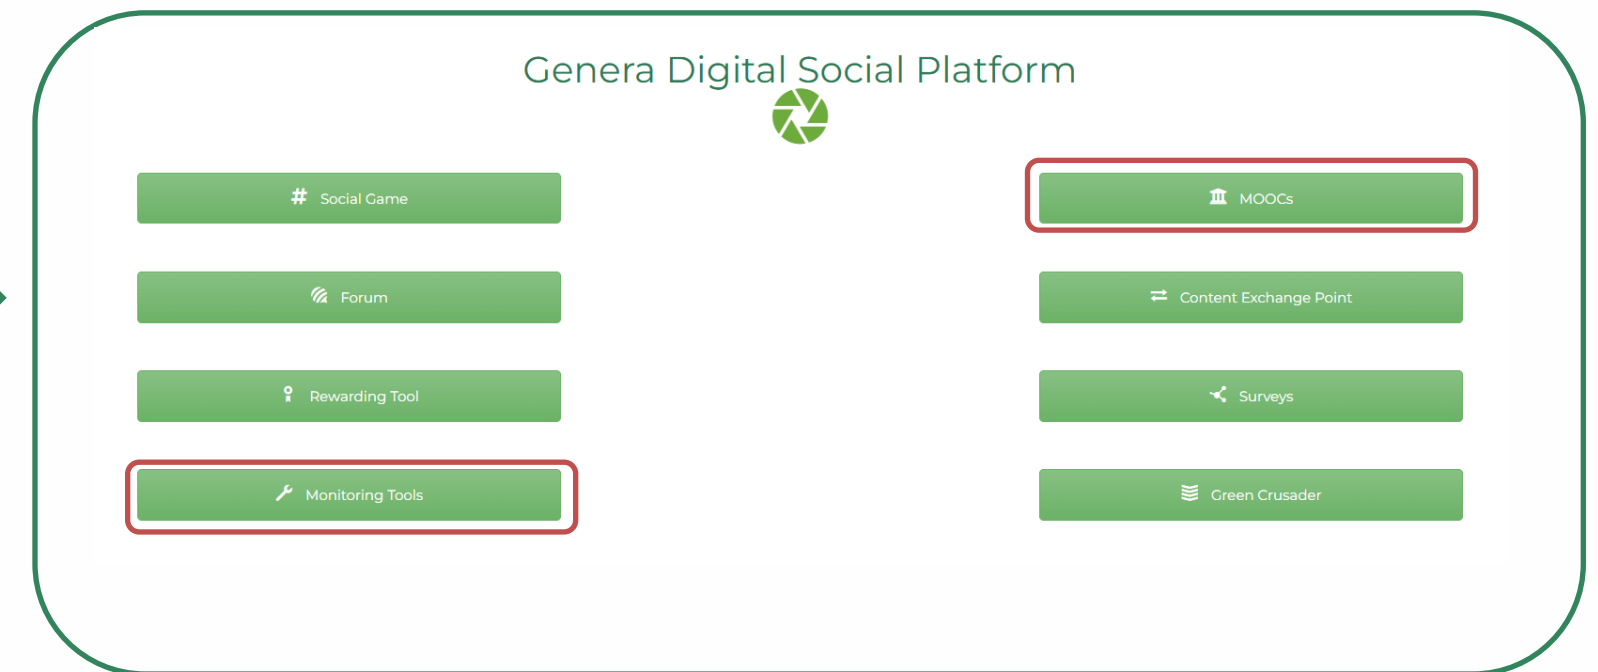 Genera Digital Social Platform
# Social Game
MOOCs
Forum
Content Exchange Point
Rewarding Tool
Surveys
Monitoring Tools
Green Crusader